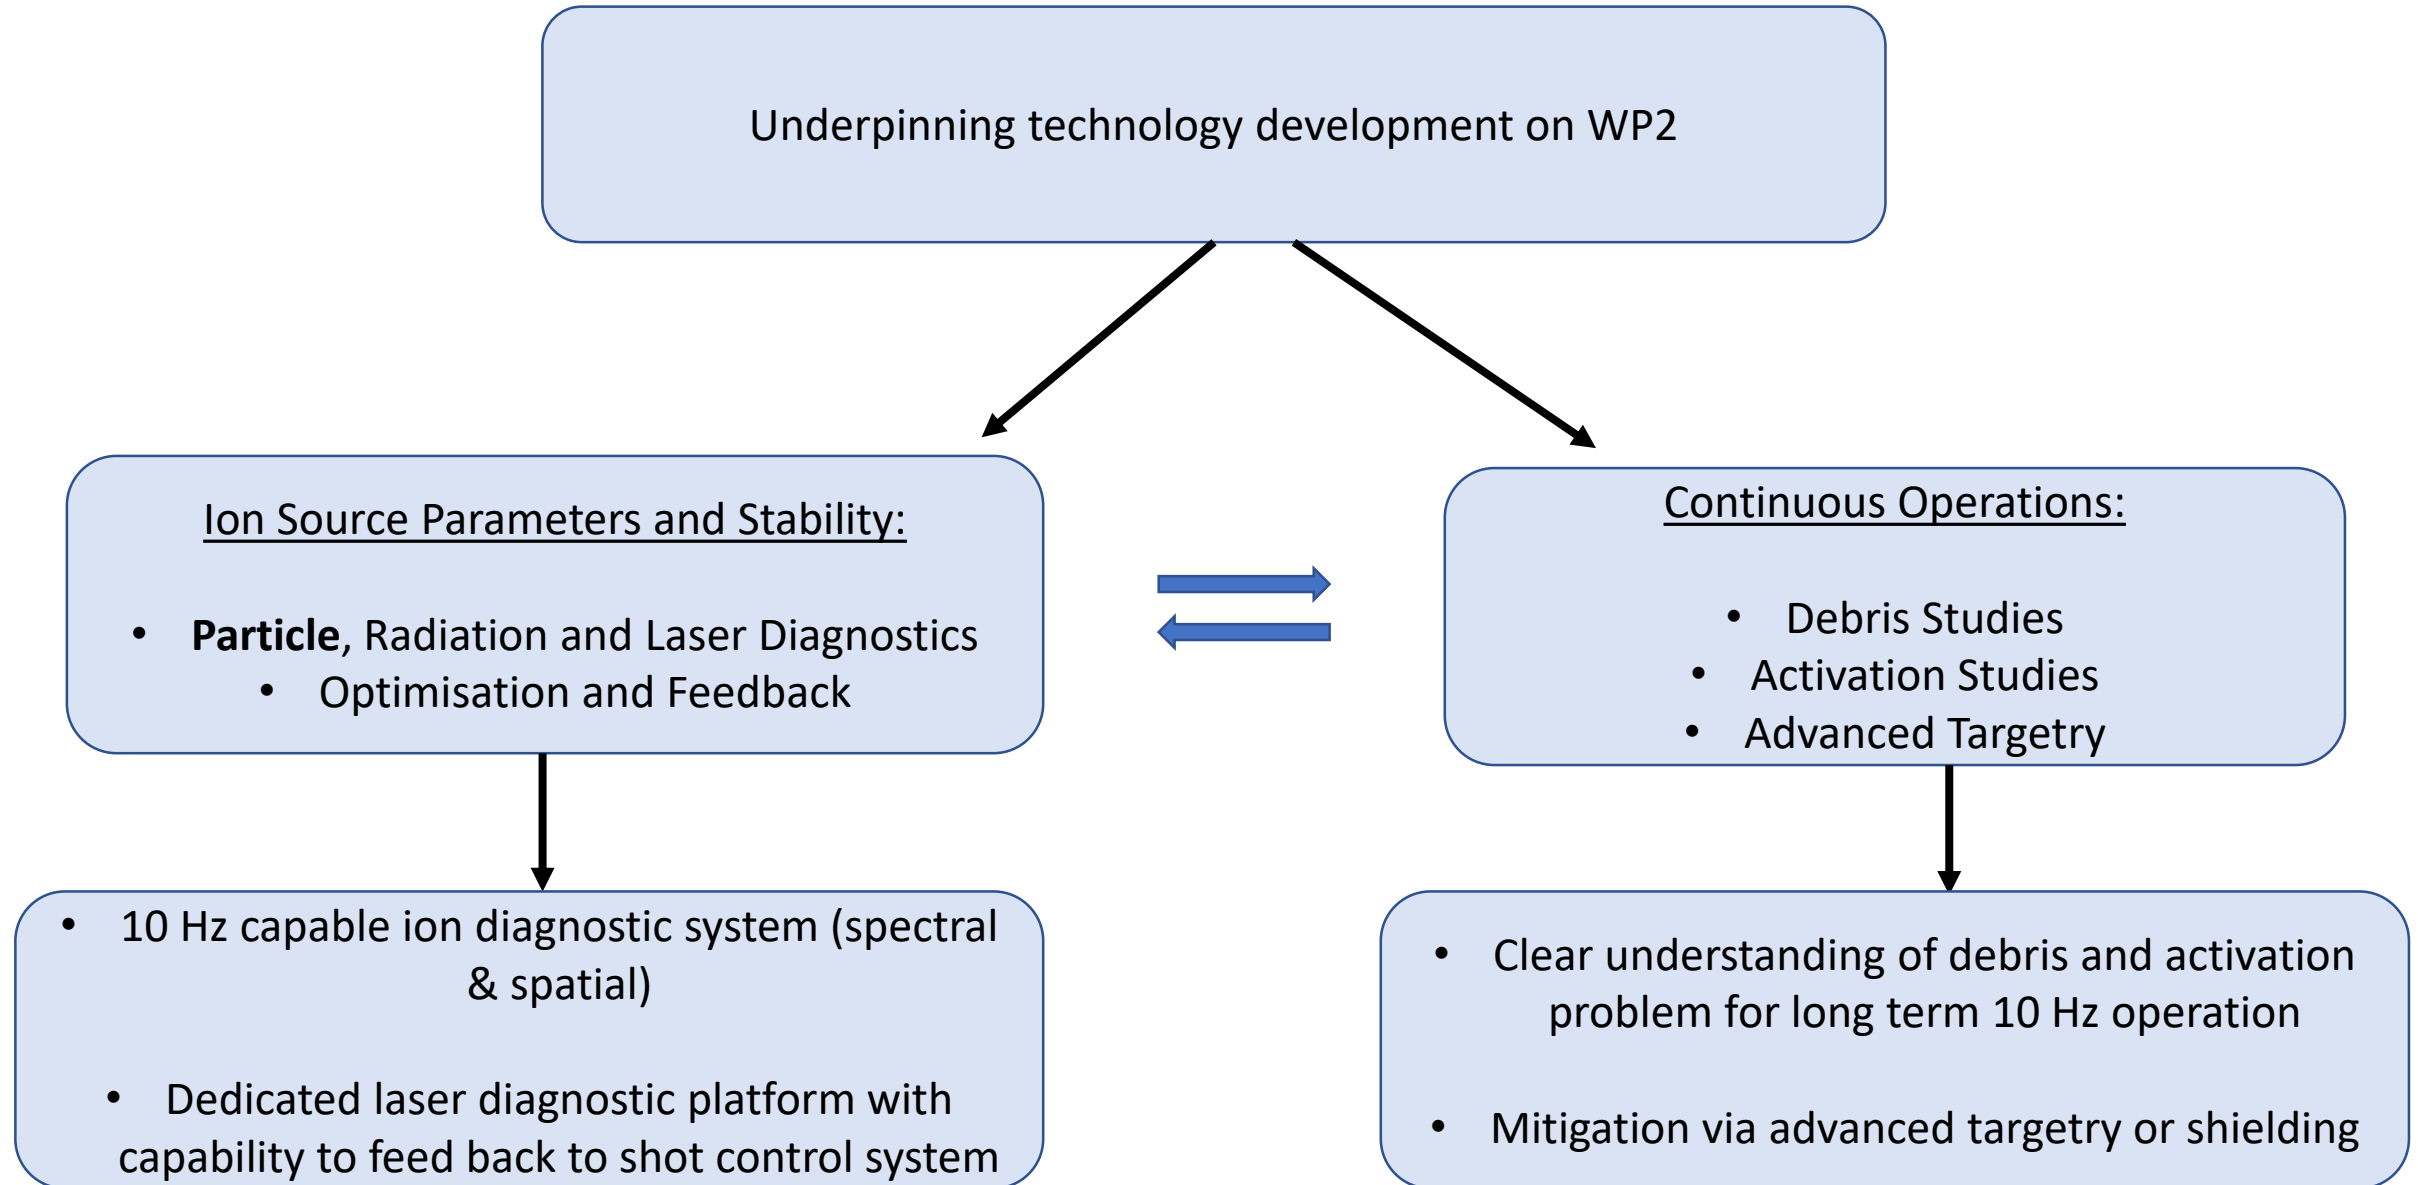 Underpinning technology development on WP2
Ion Source Parameters and Stability:
• Particle, Radiation and Laser Diagnostics
• Optimisation and Feedback
Continuous Operations:
• Debris Studies
• Activation Studies
• Advanced Targetry
• 10 Hz capable ion diagnostic system (spectral
& spatial)
• Dedicated laser diagnostic platform with
capability to feed back to shot control system
• Clear understanding of debris and activation
problem for long term 10 Hz operation
• Mitigation via advanced targetry or shielding